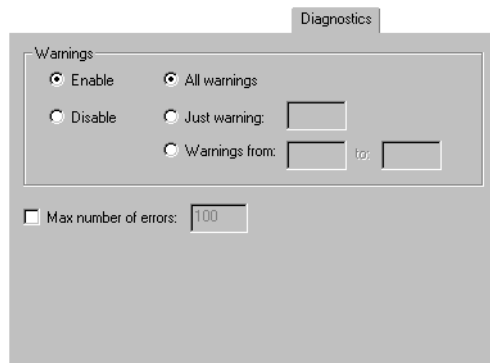 Diagnostics
Warnings
Enable All warnings
Disable Just warning:
Warnings from: to:
Max number of errors: 100